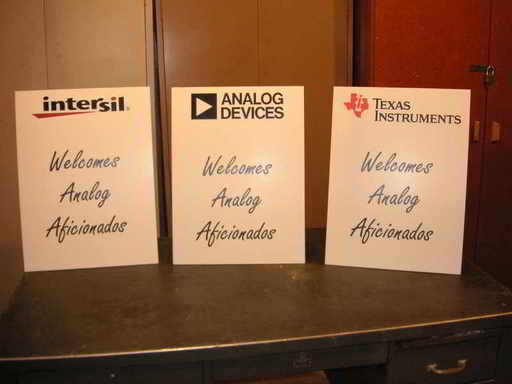 intersil
Welcomes
Analog
Aficionados
ANALOG
DEVICES
Welcomes
Analog
Aficionados
TEXAS
INSTRUMENTS
Welcomes
Analog
Aficionados